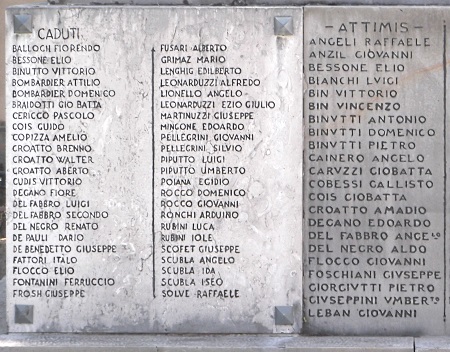 CADUTI
BALLOCH FIORENDO
BESSONE ELIO
BINUTTO VITTORIO
BOMBARDIER ATTILIO
BOMBARDIER DOMENICO
BRAIDOTTI GIO BATTA
CERICCO PASCOLO
COIS GUIDO
COPIZZA AMELIO
CROATTO BRENNO
CROATTO WALTER
CROATTO ABERTO
CUDIS VITTORIO
DEGANO FIORE
DEL FABBRO LUIGI
DEL FABBRO SECONDO
DEL NEGRO RENATO
DE PAULI DARIO
DE BENEDETTO GIUSEPPE
FATTORI ITALO
FLOCCO ELIO
FONTANINI FERRUCCIO
FROSH GIUSEPPE
FUSARI ALBERTO
GRIMAZ MARIO
LENGHIG EDILBERTO
LEONARDUZZI ALFREDO
LIONELLO ANGELO
LEONARDUZZI EZIO GIULIO
MARTINUZZI GIUSEPPE
MINGONE EDOARDO
PELLEGRINI GIOVANNI
PELLEGRINI SILVIO
PIPUTTO LUIGI
PIPUTTO UMBERTO
POIANA EGIDIO
ROCCO DOMENICO
ROCCO GIOVANNI
RONCHI ARDUINO
RUBINI LUCA
RUBINI IOLE
SCOFET GIUSEPPE
SCUBLA ANGELO
SCUBLA IDA
SCUBLA ISEO
SOLVE RAFFAELE
- ATTIMIS -
ANGELI RAFFAELE
ANZIL GIOVANNI
BESSONE ELIO
BIANCHI LVIGI
BIN VITTORIO
BIN VINCENZO
BINVTTI ANTONIO
BINVTTI DOMENICO
BINVTTI PIETRO
CAINERO ANGELO
CARVZZI GIOBATTA
COBESSI CALLISTO
COIS GIOBATTA
CROATTO AMADIO
DEGANO EDOARDO
DEL FABBRO ANGELO
DEL NEGRO ALDO
FLOCCO GIOVANNI
FOSCHIANI GIVSEPPE
GIORGIVTTI PIETRO
GIVSEPPINI VMBERTO
LEBAN GIOVANNI